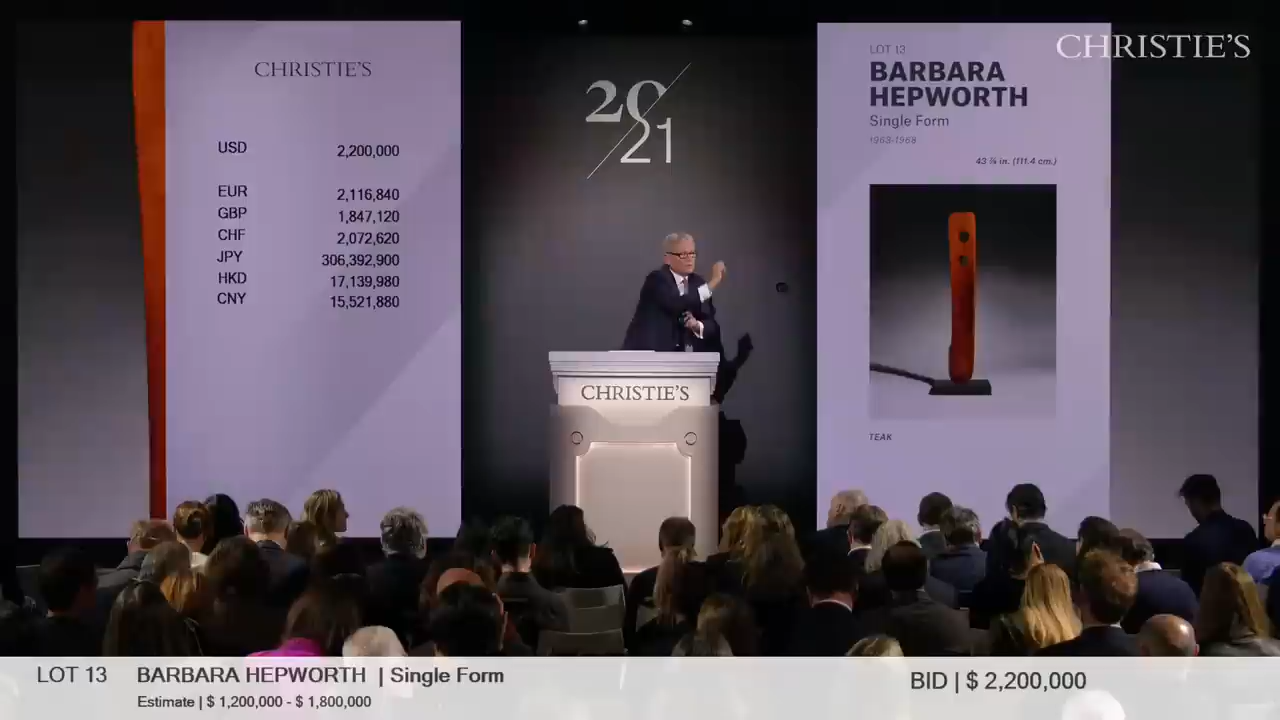 CHRISTIE'S
USD 2,200,000
EUR 2,116,840
GBP 1,847,120
CHF 2,072,620
JPY 306,392,900
HKD 17,139,980
CNY 15,521,880
20
21
CHRISTIE'S
LOT 13
BARBARA
HEPWORTH
Single Form
1963-1968
43 ⅞ in. (111.4 cm.)
TEAK
CHRISTIE'S
LOT 13 BARBARA HEPWORTH | Single Form
Estimate | $ 1,200,000 - $ 1,800,000
BID | $ 2,200,000